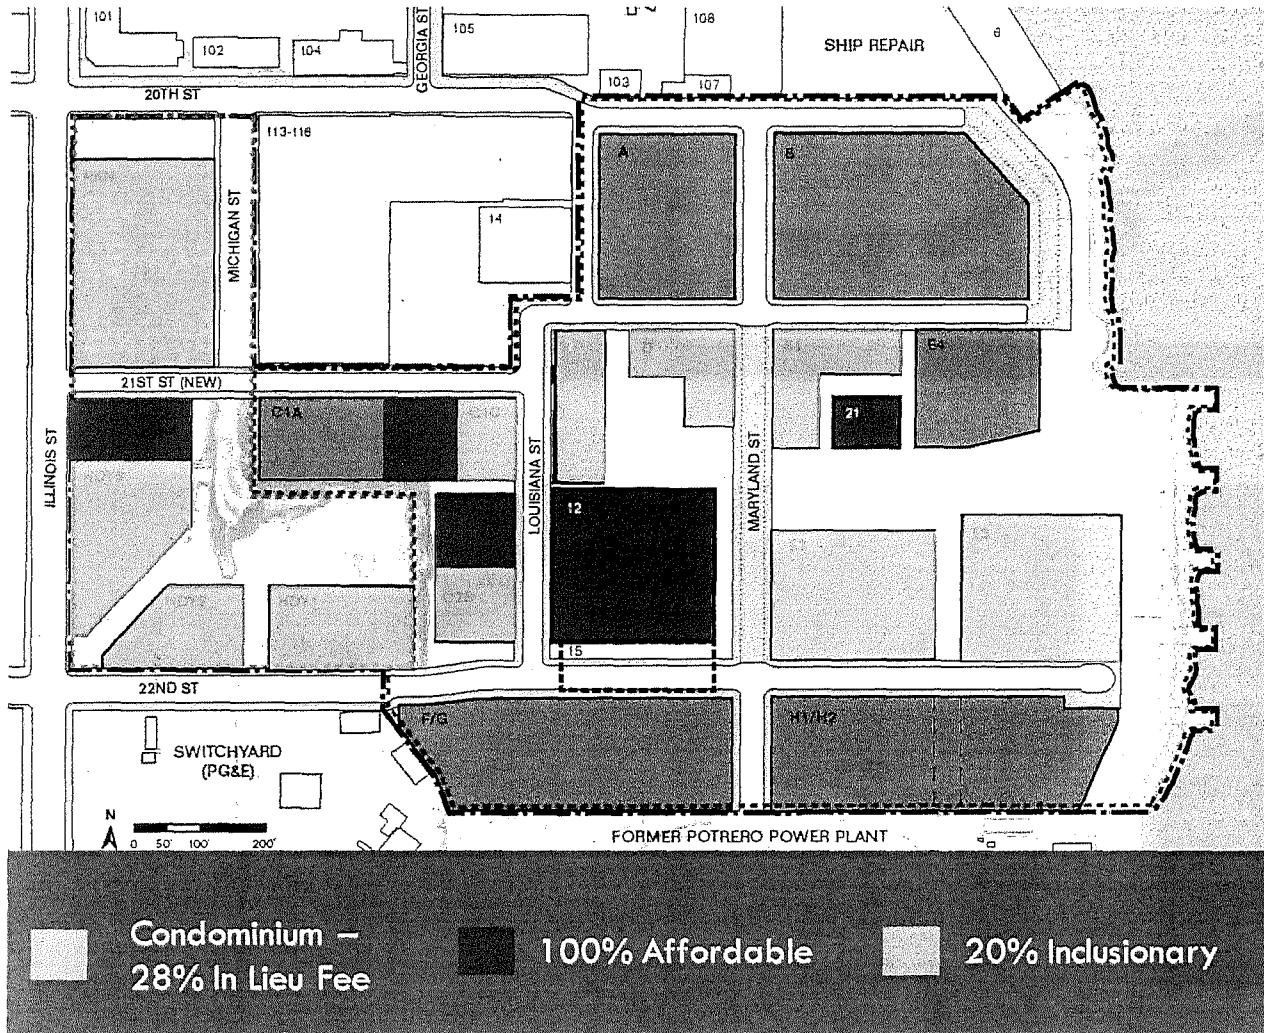 101
102
104
GEORGIA ST
105
103
108
107
SHIP REPAIR
6
20TH ST
113-116
14
MICHIGAN ST
A
B
21ST ST (NEW)
C1A
E4
21
ILLINOIS ST
LOUISIANA ST
MARYLAND ST
12
15
22ND ST
F/G
H1/H2
SWITCHYARD
(PG&E)
N
0 50' 100' 200'
FORMER POTRERO POWER PLANT
Condominium –
28% In Lieu Fee
100% Affordable
20% Inclusionary